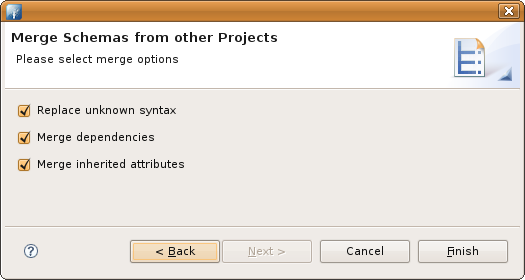 Merge Schemas from other Projects
Please select merge options
Replace unknown syntax
Merge dependencies
Merge inherited attributes
?
< Back
Next >
Cancel
Finish